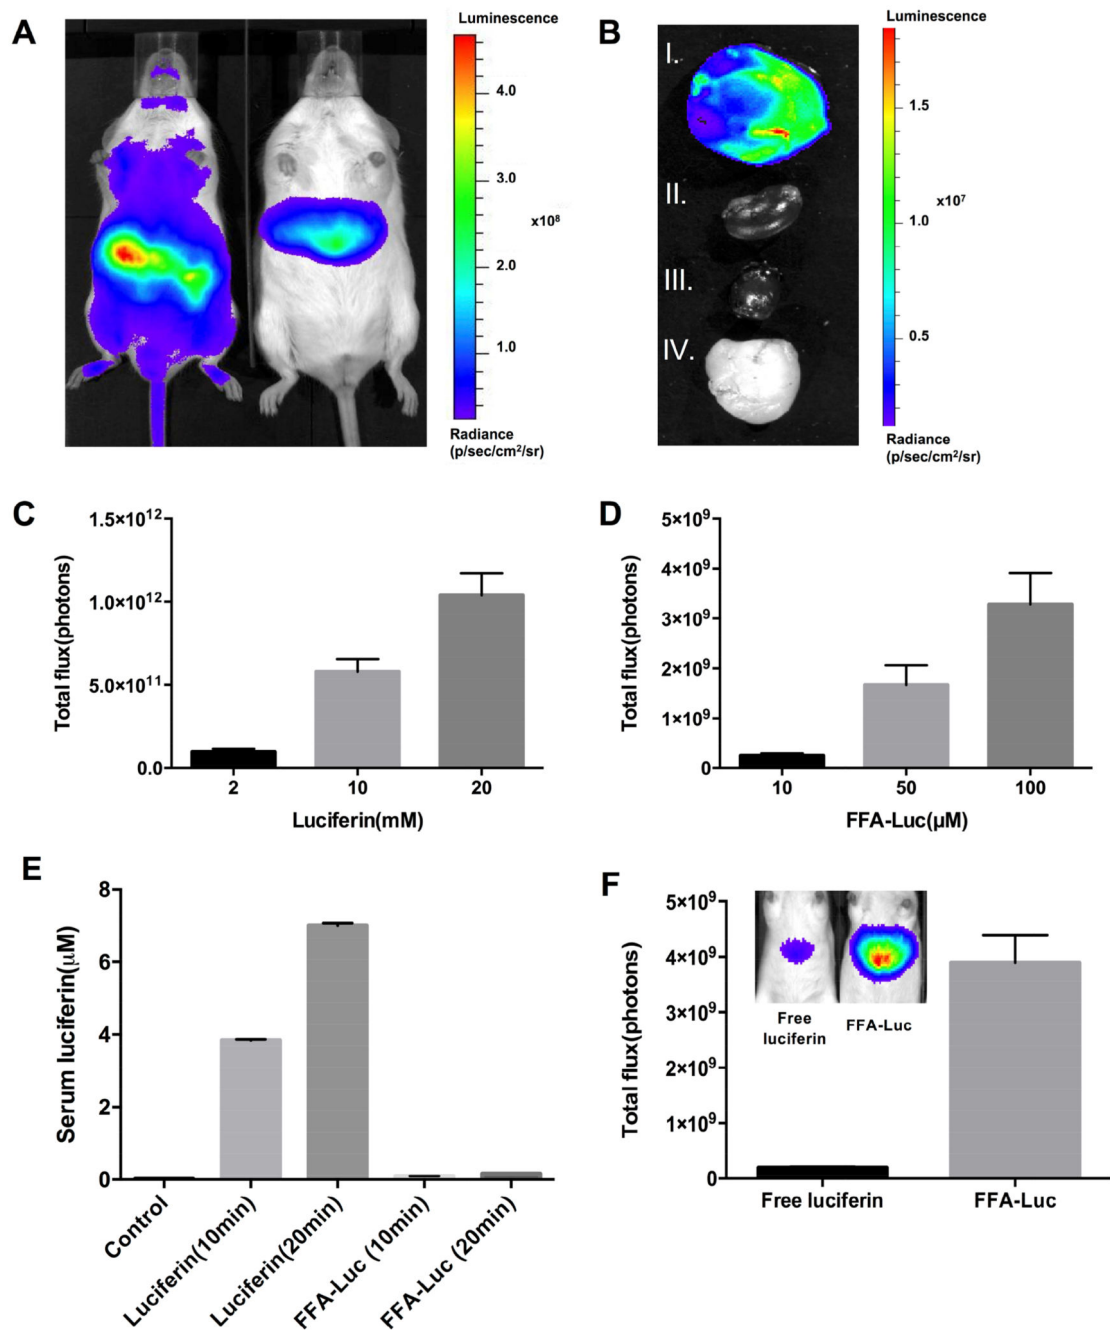 A
Luminescence
4.0
3.0
x10⁸
2.0
1.0
Radiance
(p/sec/cm²/sr)
B
Luminescence
I.
II.
III.
IV.
1.5
x10⁷
1.0
0.5
Radiance
(p/sec/cm²/sr)
C
Total flux(photons)
1.5×10¹²
1.0×10¹²
5.0×10¹¹
0.0
2 10 20
Luciferin(mM)
D
Total flux(photons)
5×10⁹
4×10⁹
3×10⁹
2×10⁹
1×10⁹
0
10 50 100
FFA-Luc(µM)
E
Serum luciferin(µM)
8
6
4
2
0
Control
Luciferin(10min)
Luciferin(20min)
FFA-Luc (10min)
FFA-Luc (20min)
F
Total flux(photons)
5×10⁹
4×10⁹
3×10⁹
2×10⁹
1×10⁹
0
Free
luciferin
FFA-Luc
Free luciferin FFA-Luc